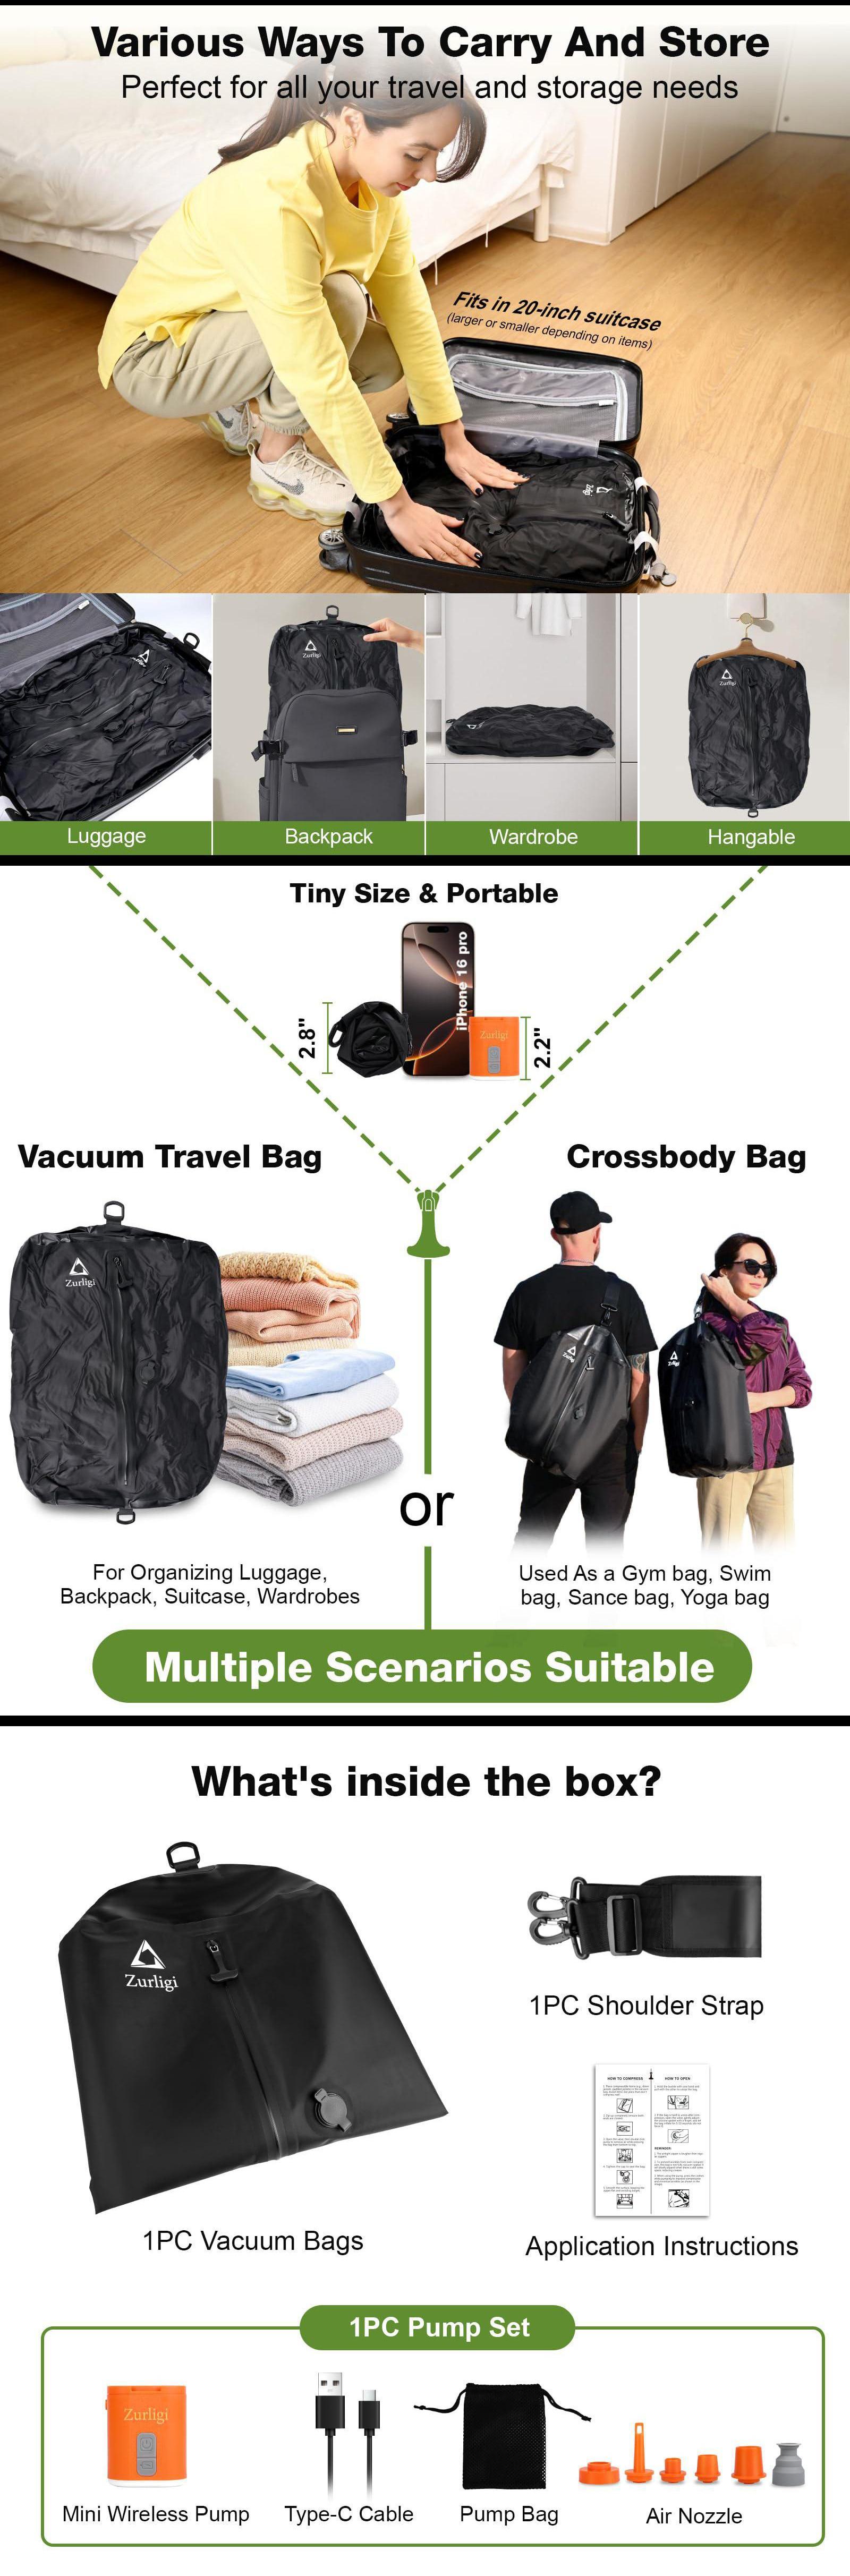 Various Ways To Carry And Store
Perfect for all your travel and storage needs
Fits in 20-inch suitcase
(larger or smaller depending on items)
Zurligi
Zurligi
Zurligi
Luggage
Backpack
Wardrobe
Hangable
Tiny Size & Portable
iPhone 16 pro
2.8"
Zurligi
2.2"
Vacuum Travel Bag
Crossbody Bag
Zurligi
Zurligi
Zurligi
or
For Organizing Luggage,
Backpack, Suitcase, Wardrobes
Used As a Gym bag, Swim
bag, Sance bag, Yoga bag
Multiple Scenarios Suitable
What's inside the box?
Zurligi
1PC Shoulder Strap
HOW TO COMPRESS
HOW TO OPEN
REMINDER
1PC Vacuum Bags
Application Instructions
1PC Pump Set
Zurligi
Mini Wireless Pump
Type-C Cable
Pump Bag
Air Nozzle